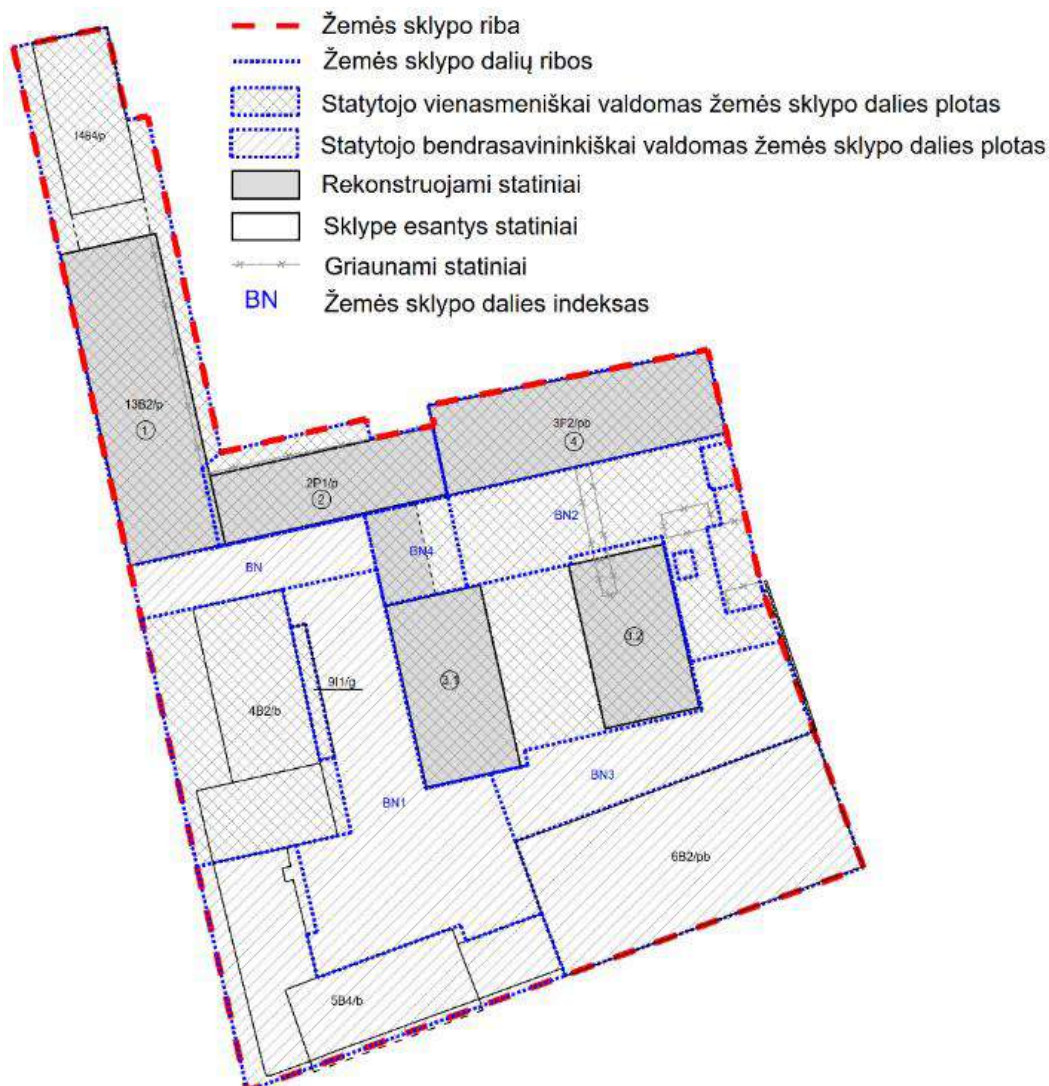 Žemės sklypo riba
Žemės sklypo dalių ribos
Statytojo vienasmeniškai valdomas žemės sklypo dalies plotas
Statytojo bendrasavininkiškai valdomas žemės sklypo dalies plotas
Rekonstruojami statiniai
Sklype esantys statiniai
Griaunami statiniai
BN Žemės sklypo dalies indeksas
14B4/p
13B2/p
1
3F2/pb
4
2P1/p
2
BN2
BN4
BN
3.2
3.1
9I1/g
4B2/b
BN3
BN1
6B2/pb
5B4/b